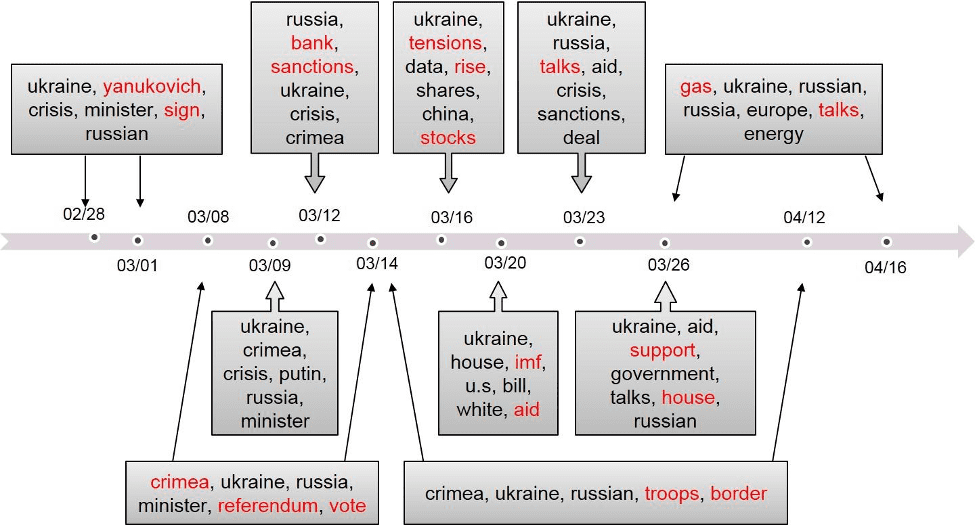 russia,
bank,
sanctions,
ukraine,
crisis,
crimea
ukraine,
tensions,
data, rise,
shares,
china,
stocks
ukraine,
russia,
talks, aid,
crisis,
sanctions,
deal
ukraine, yanukovich,
crisis, minister, sign,
russian
gas, ukraine, russian,
russia, europe, talks,
energy
02/28
03/08
03/12
03/16
03/23
04/12
03/01
03/09
03/14
03/20
03/26
04/16
ukraine,
crimea,
crisis, putin,
russia,
minister
ukraine,
house, imf,
u.s, bill,
white, aid
ukraine, aid,
support,
government,
talks, house,
russian
crimea, ukraine, russia,
minister, referendum, vote
crimea, ukraine, russian, troops, border